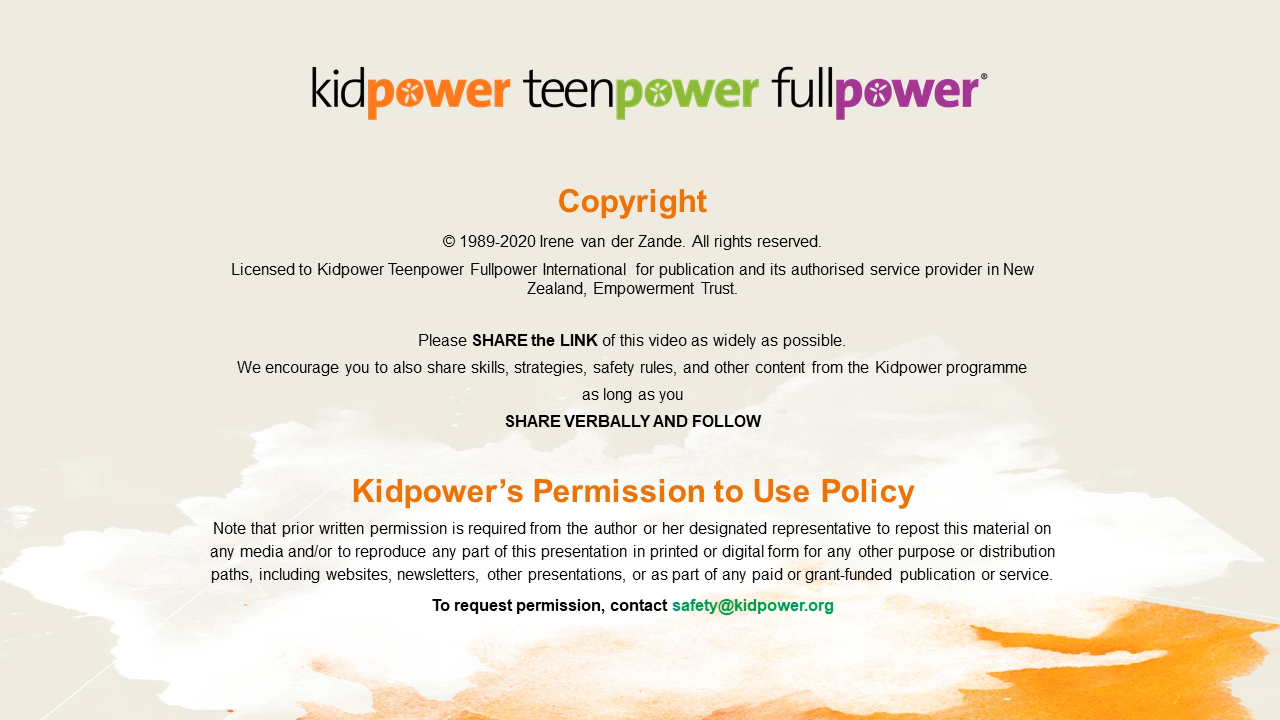 kidpower teenpower fullpower®
Copyright
© 1989-2020 Irene van der Zande. All rights reserved.
Licensed to Kidpower Teenpower Fullpower International for publication and its authorised service provider in New
Zealand, Empowerment Trust.
Please SHARE the LINK of this video as widely as possible.
We encourage you to also share skills, strategies, safety rules, and other content from the Kidpower programme
as long as you
SHARE VERBALLY AND FOLLOW
Kidpower’s Permission to Use Policy
Note that prior written permission is required from the author or her designated representative to repost this material on
any media and/or to reproduce any part of this presentation in printed or digital form for any other purpose or distribution
paths, including websites, newsletters, other presentations, or as part of any paid or grant-funded publication or service.
To request permission, contact safety@kidpower.org